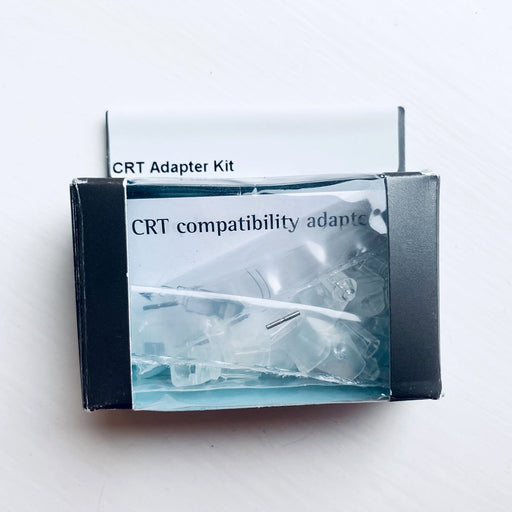 CRT Adapter Kit
CRT compatibility adapte